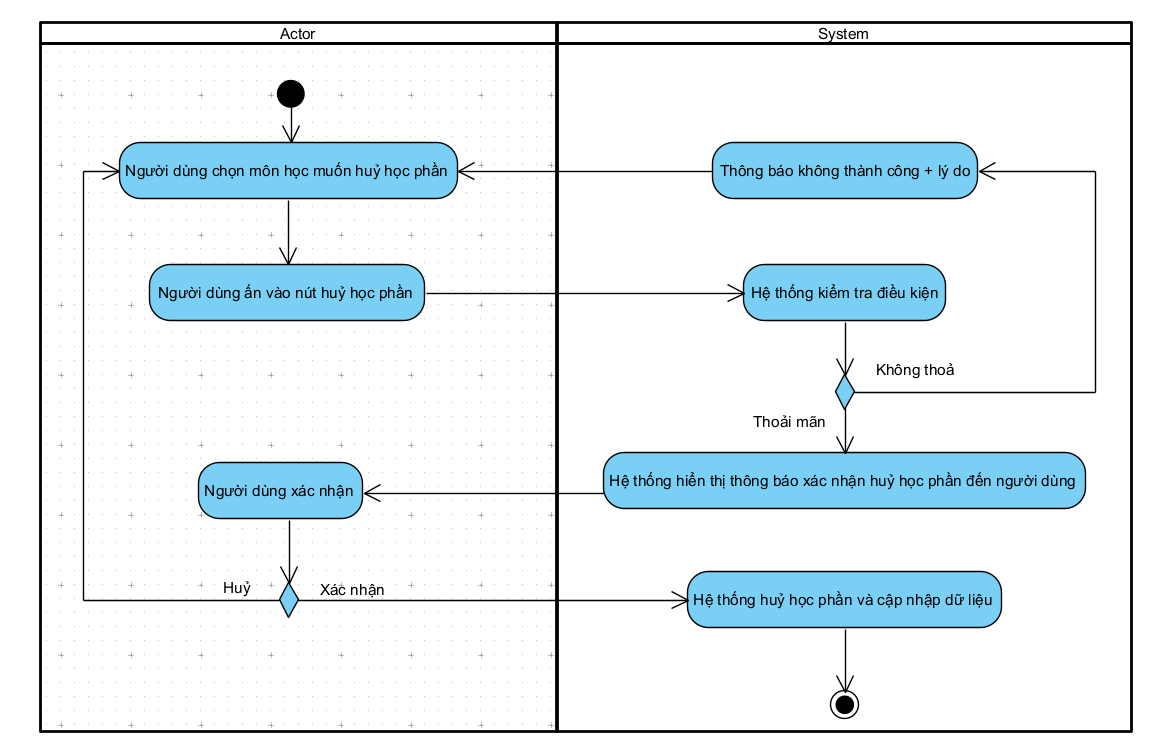 Actor
System
Người dùng chọn môn học muốn huỷ học phần
Thông báo không thành công + lý do
Người dùng ấn vào nút huỷ học phần
Hệ thống kiểm tra điều kiện
Không thoả
Thoải mãn
Hệ thống hiển thị thông báo xác nhận huỷ học phần đến người dùng
Người dùng xác nhận
Huỷ
Xác nhận
Hệ thống huỷ học phần và cập nhập dữ liệu